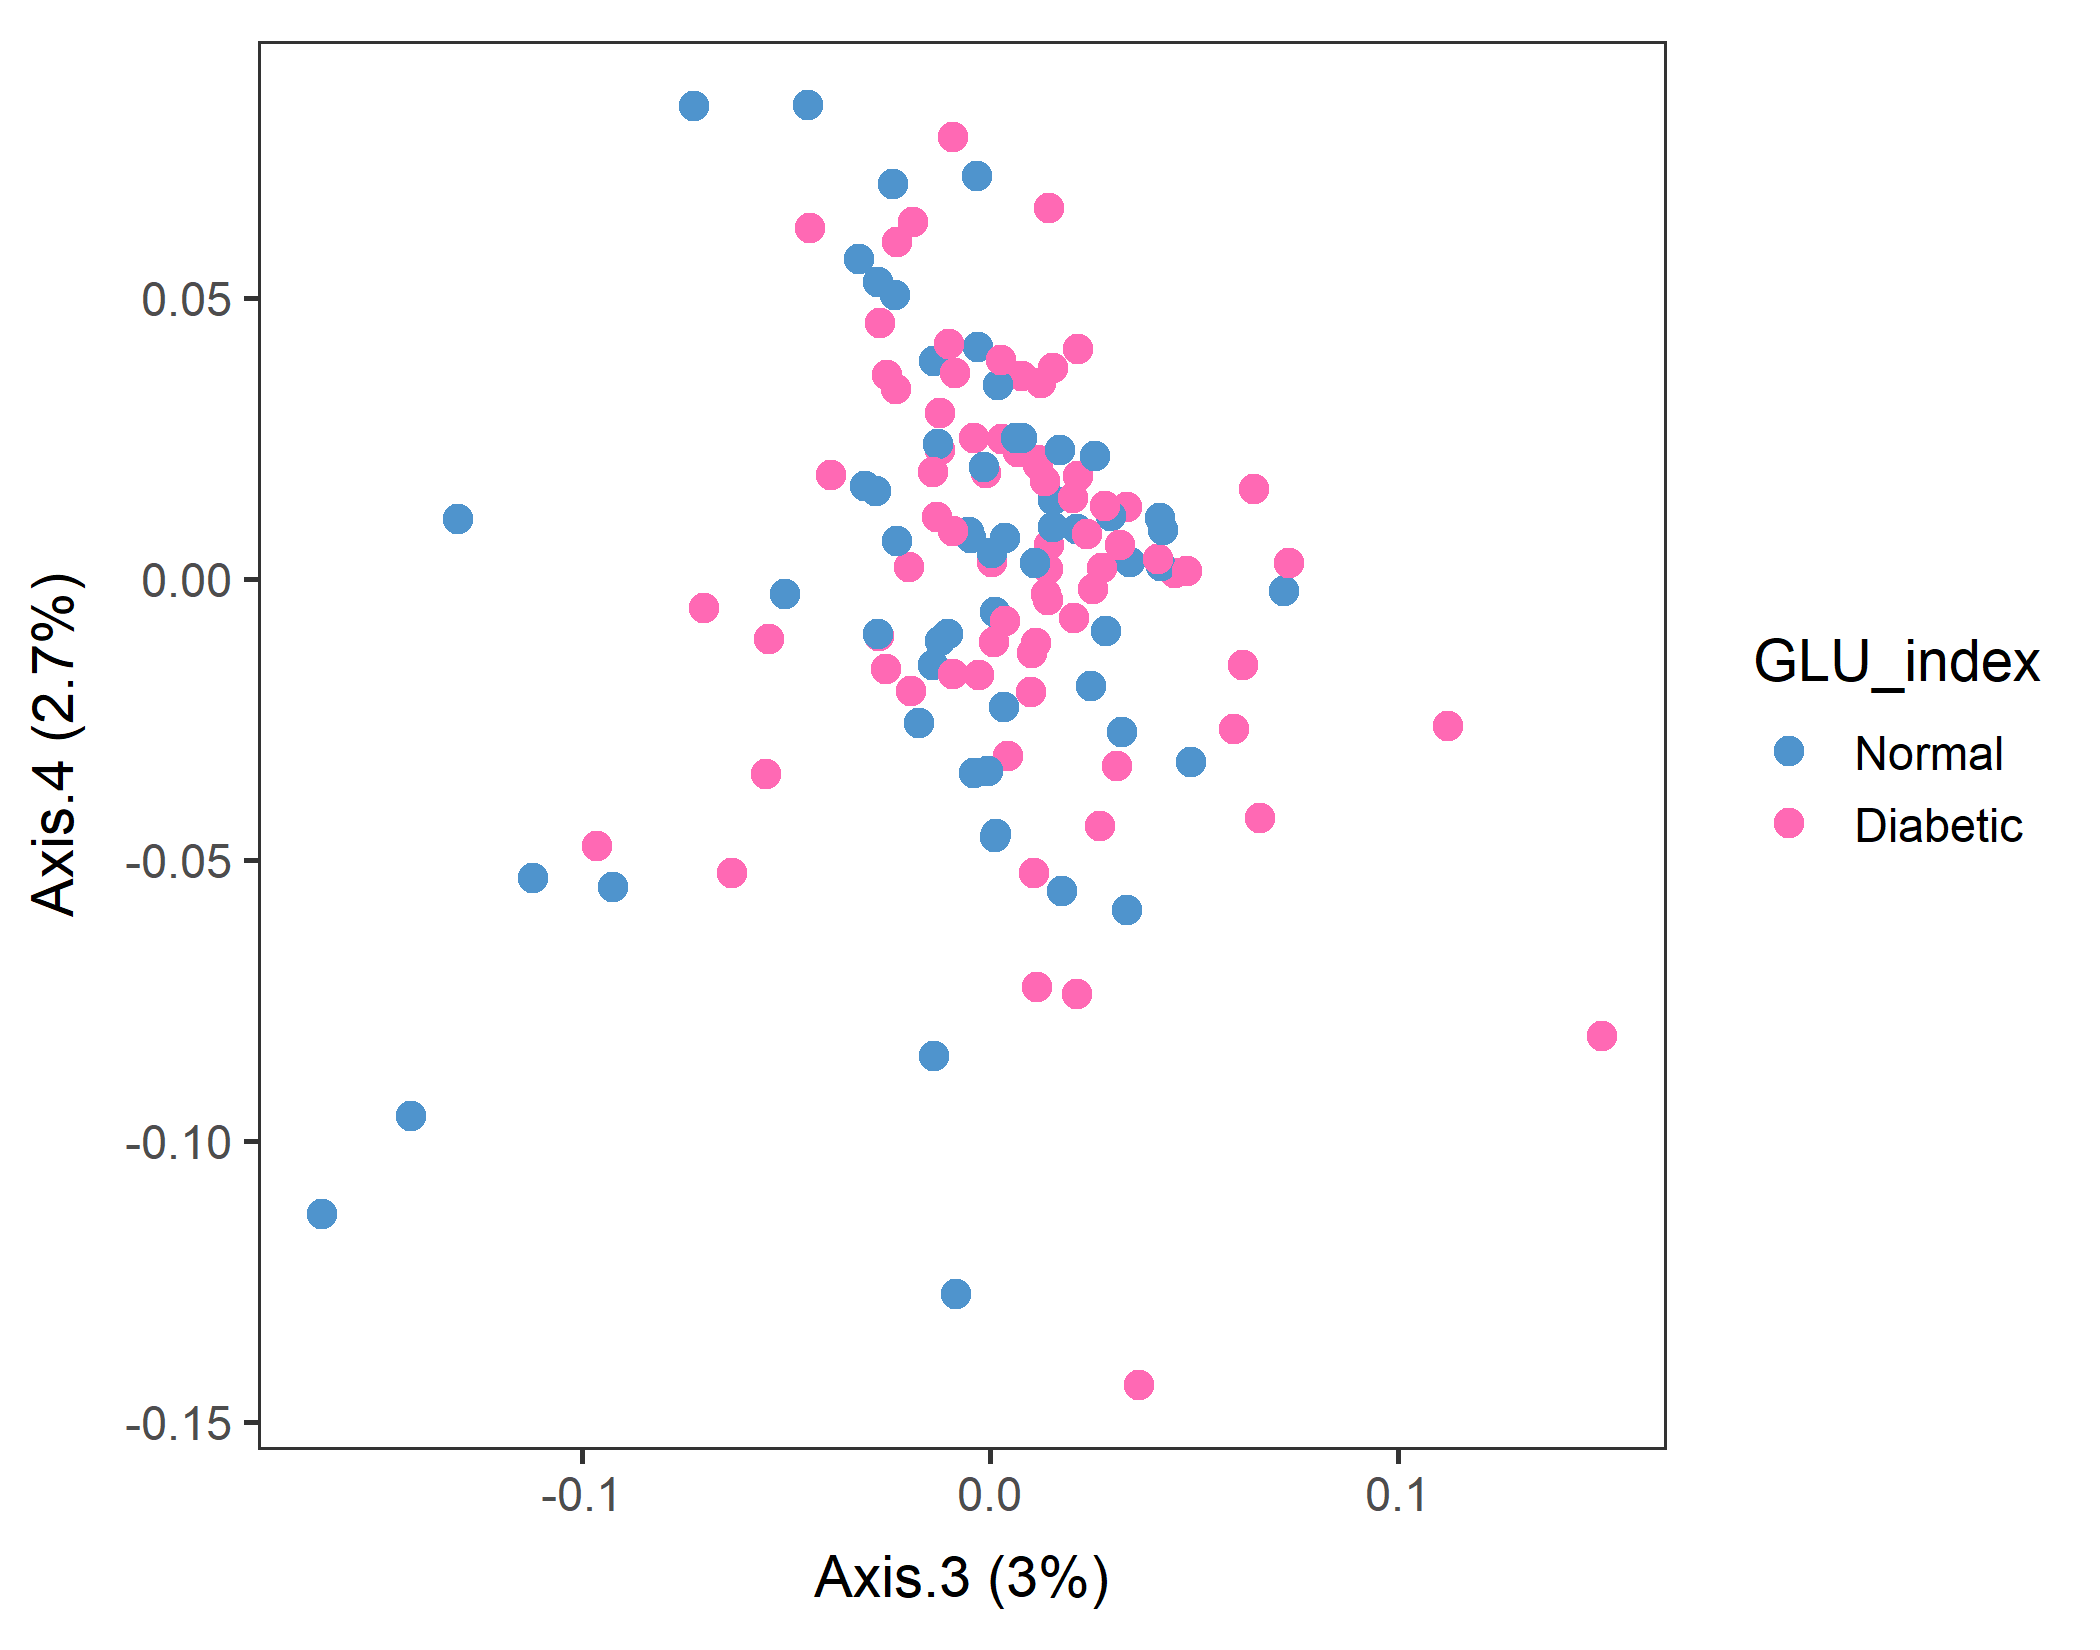 0.05
0.00
-0.05
-0.10
-0.15
Axis.4 (2.7%)
-0.1
0.0
0.1
Axis.3 (3%)
GLU_index
Normal
Diabetic